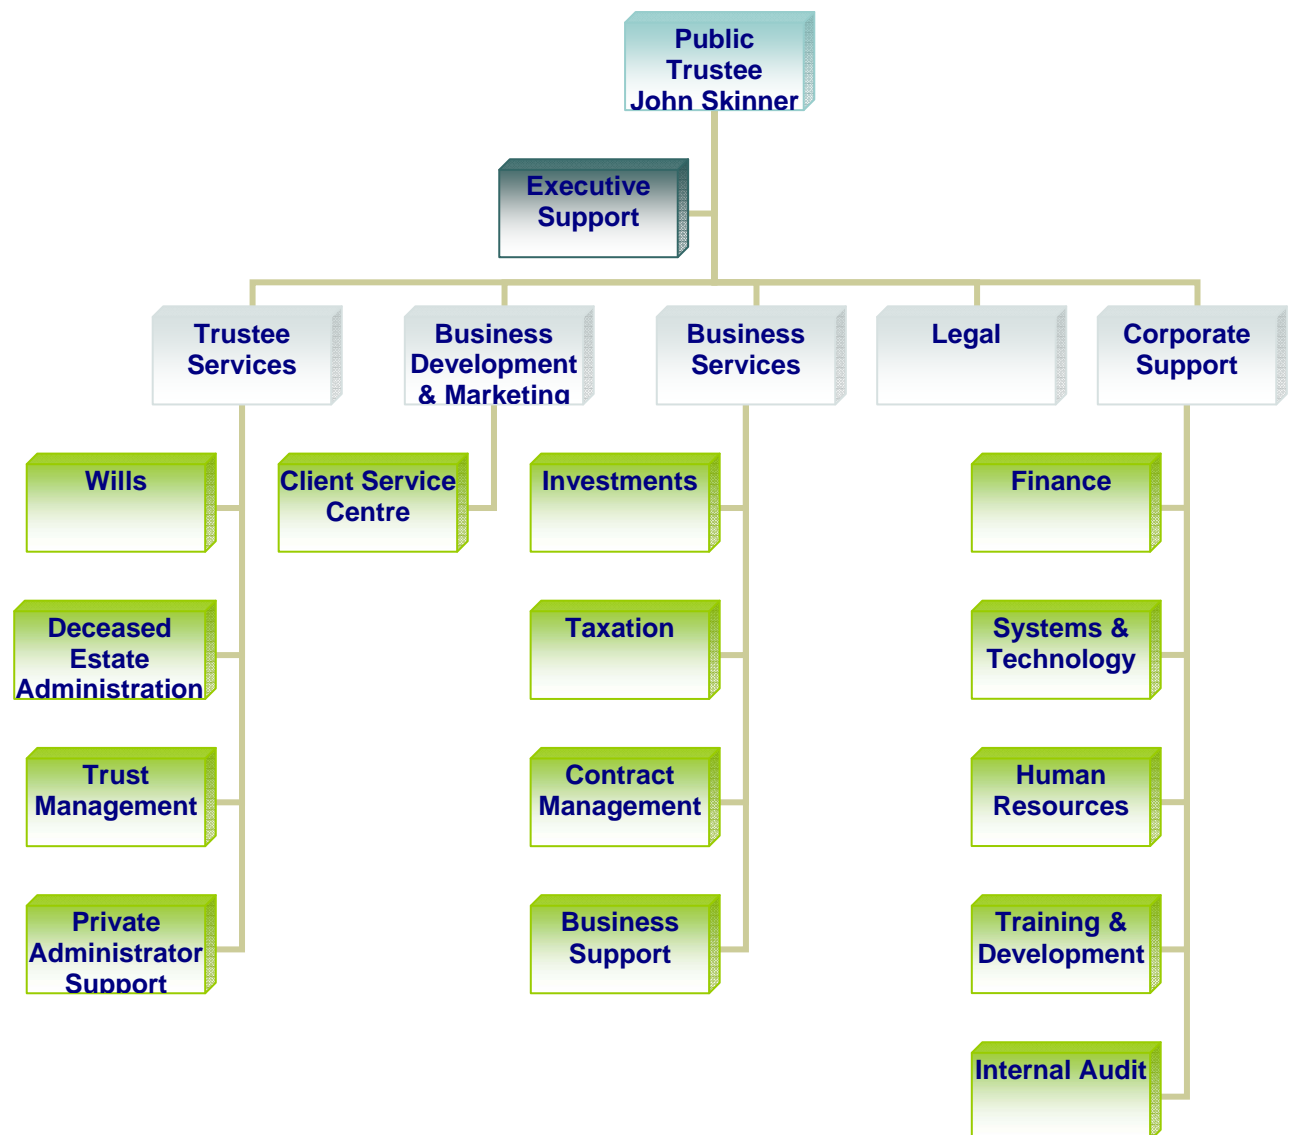 Public
Trustee
John Skinner
Executive
Support
Trustee
Services
Business
Development
& Marketing
Business
Services
Legal
Corporate
Support
Wills
Client Service
Centre
Investments
Finance
Deceased
Estate
Administration
Taxation
Systems &
Technology
Trust
Management
Contract
Management
Human
Resources
Private
Administrator
Support
Business
Support
Training &
Development
Internal Audit